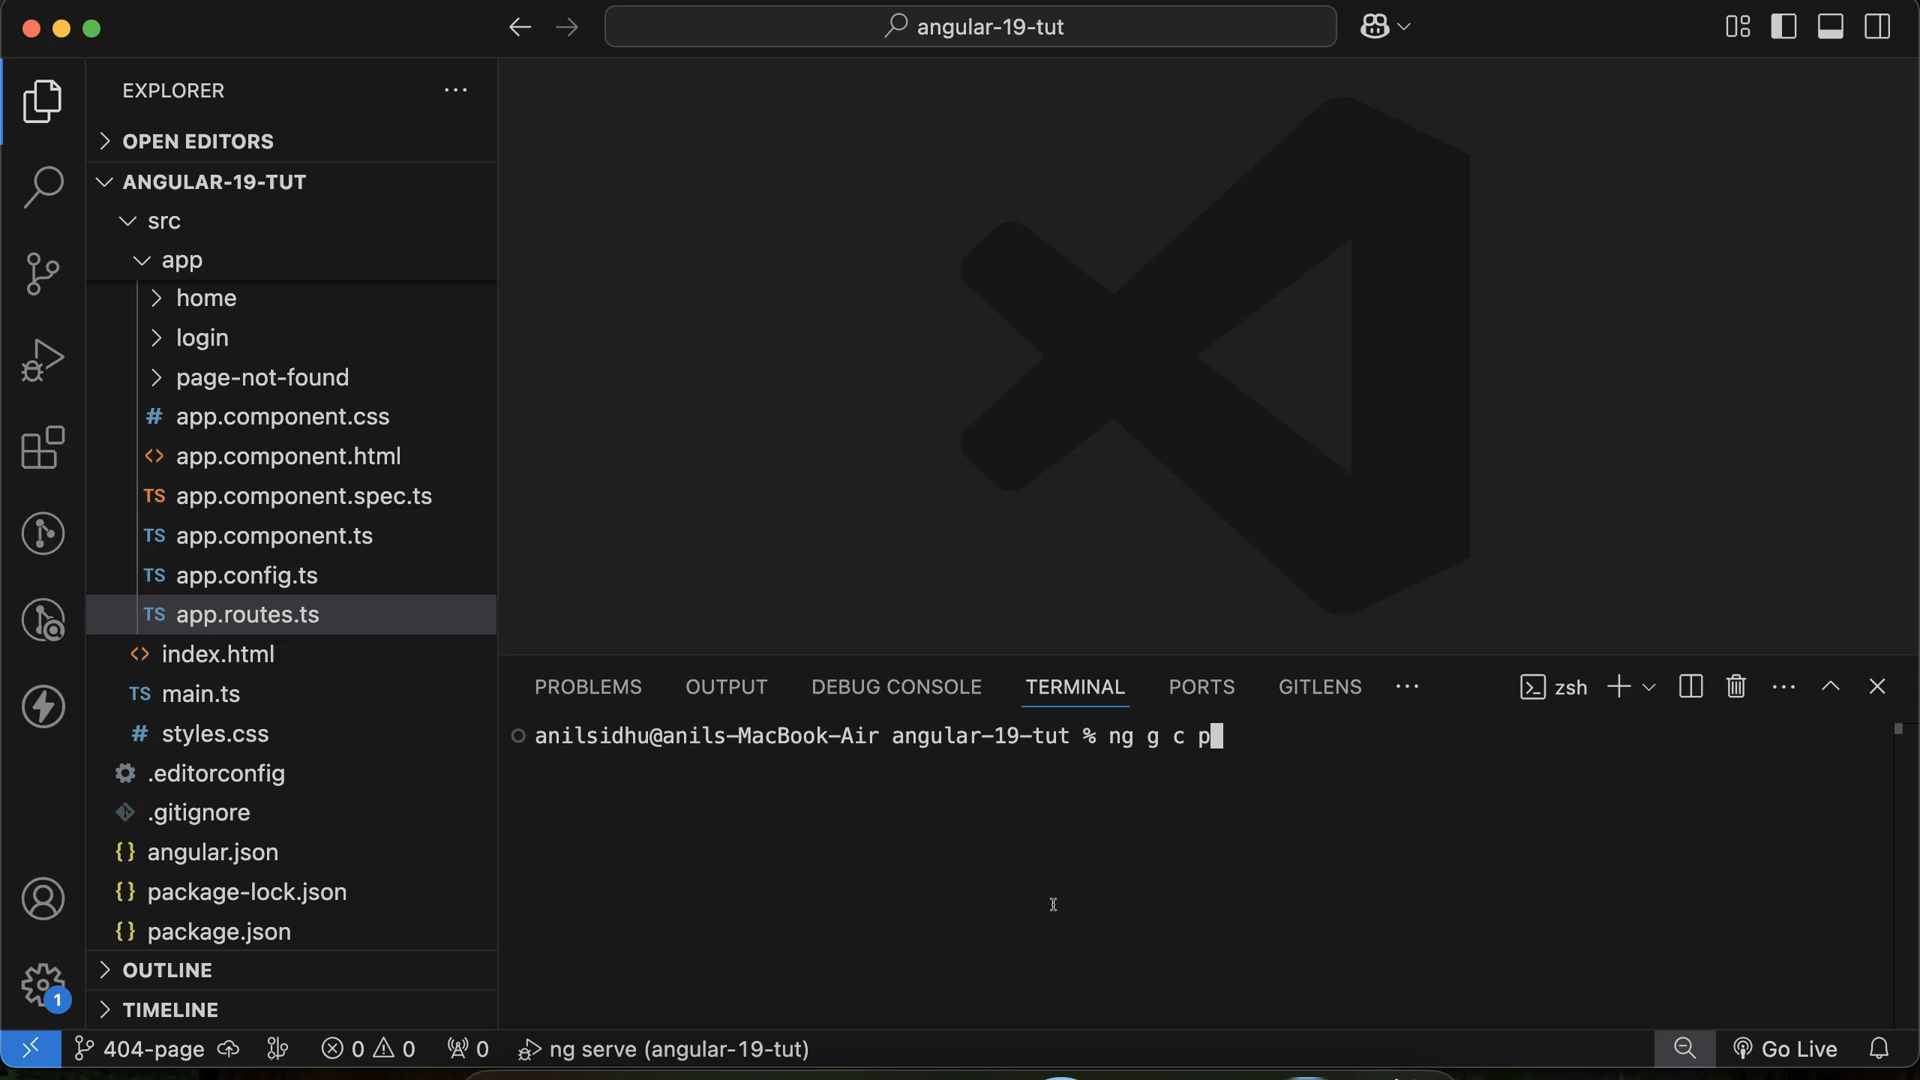 angular-19-tut
EXPLORER
OPEN EDITORS
ANGULAR-19-TUT
src
app
home
login
page-not-found
# app.component.css
<> app.component.html
TS app.component.spec.ts
TS app.component.ts
TS app.config.ts
TS app.routes.ts
<> index.html
TS main.ts
# styles.css
.editorconfig
.gitignore
{} angular.json
{} package-lock.json
{} package.json
OUTLINE
TIMELINE
1
PROBLEMS OUTPUT DEBUG CONSOLE TERMINAL PORTS GITLENS ··· zsh
anilsidhu@anils-MacBook-Air angular-19-tut % ng g c p
404-page 0 0 0 ng serve (angular-19-tut) Go Live